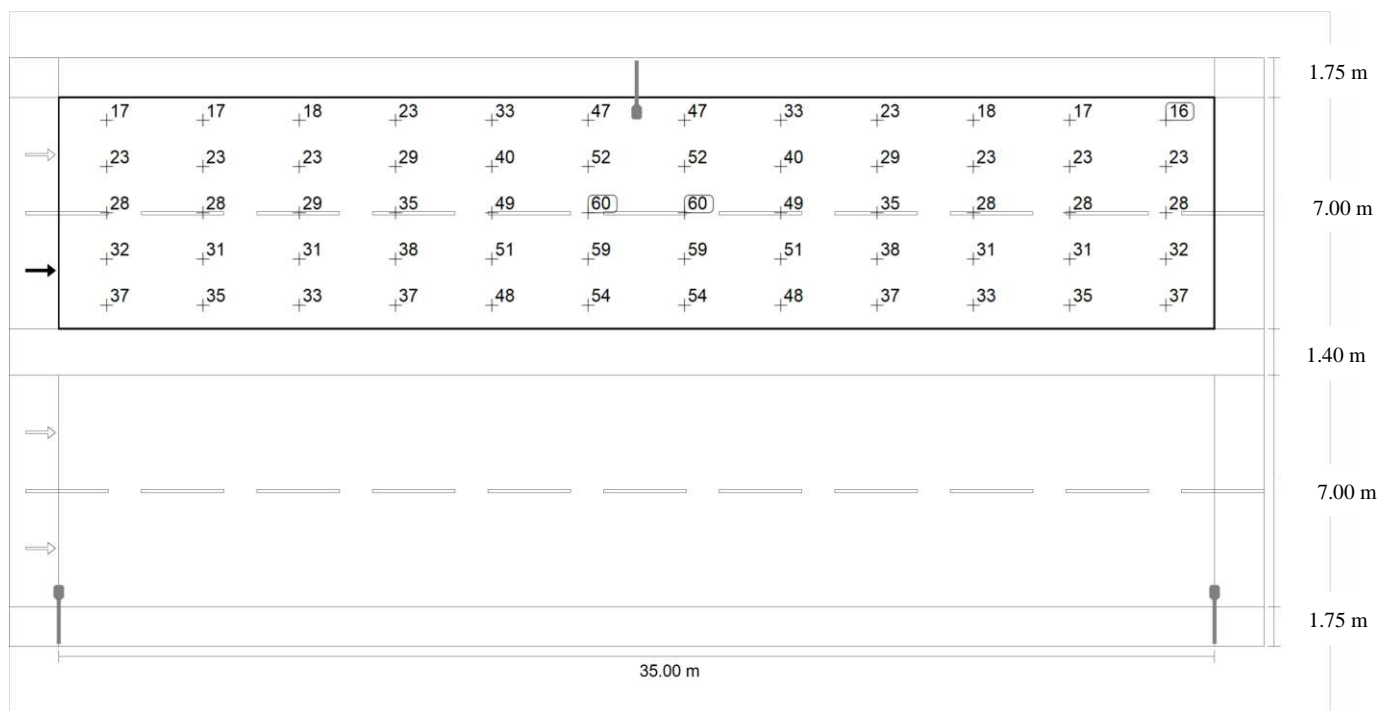 1.75 m
17 17 18 23 33 47 47 33 23 18 17 16
23 23 23 29 40 52 52 40 29 23 23 23
28 28 29 35 49 60 60 49 35 28 28 28
7.00 m
32 31 31 38 51 59 59 51 38 31 31 32
37 35 33 37 48 54 54 48 37 33 35 37
1.40 m
7.00 m
1.75 m
35.00 m